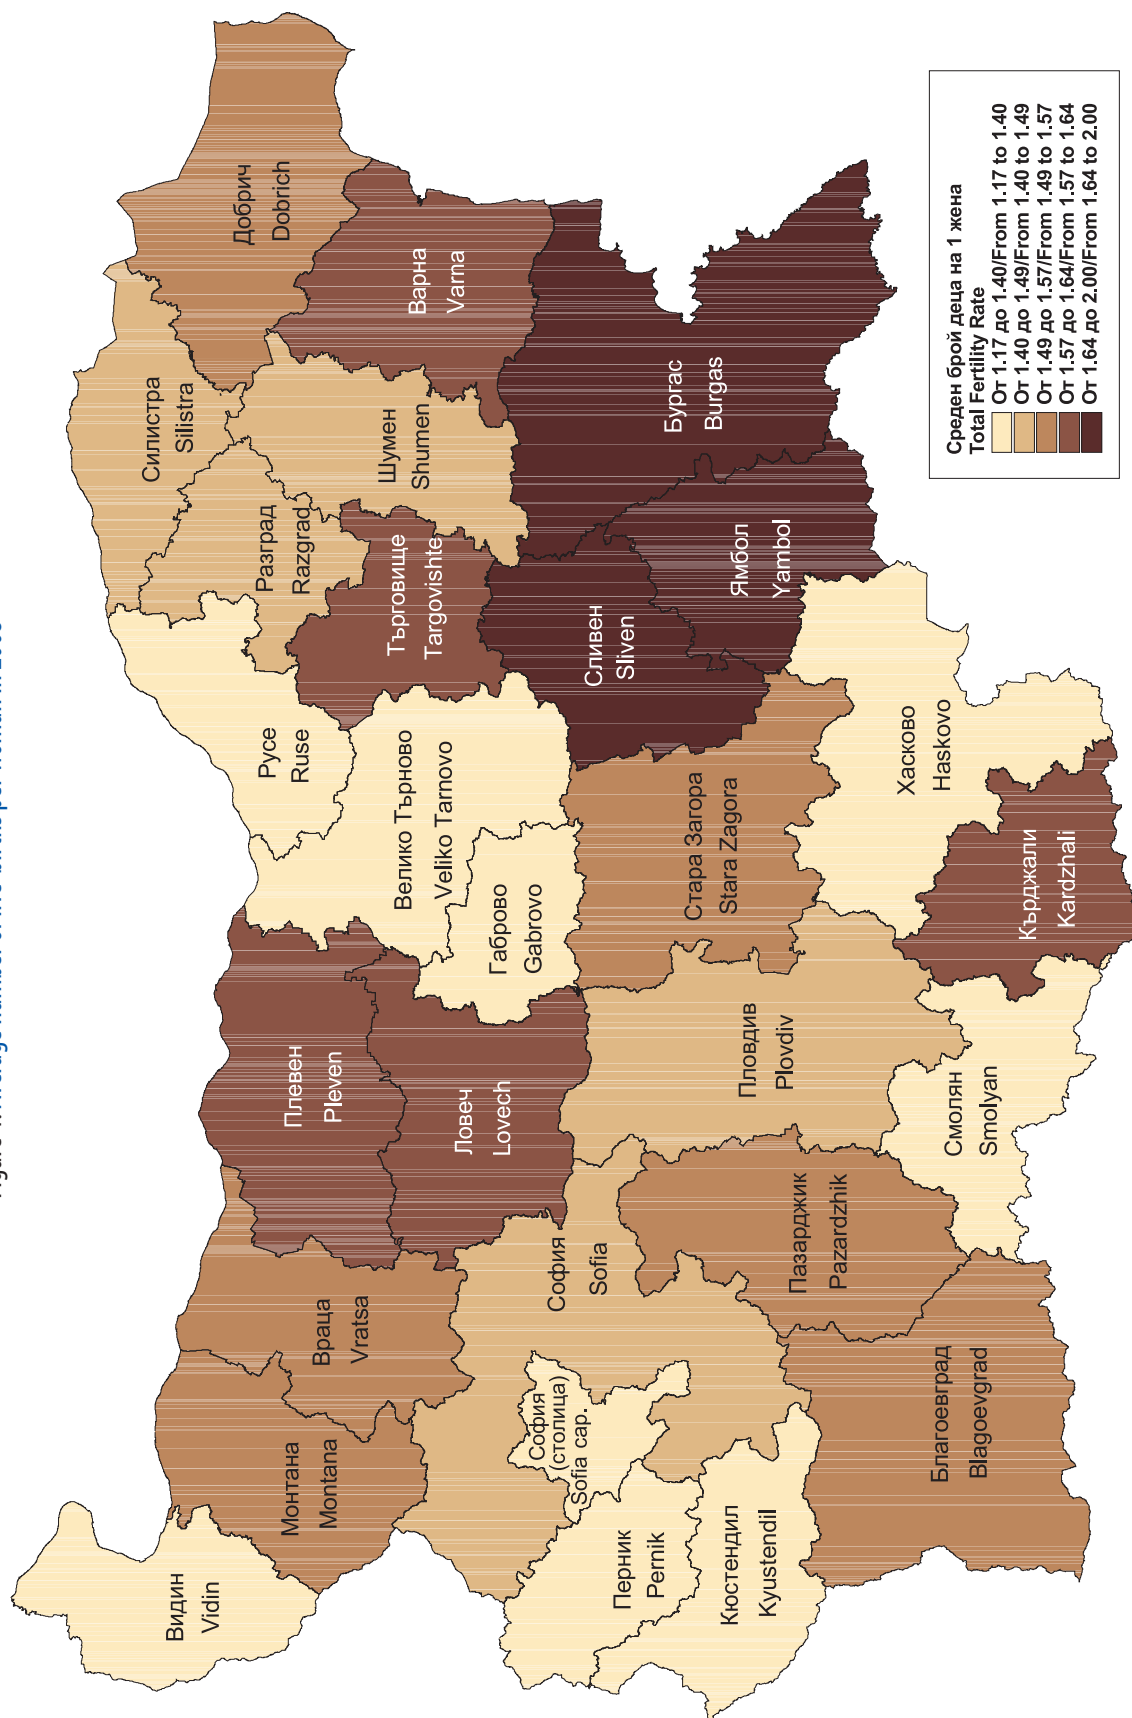 Видин
Vidin
Монтана
Montana
Враца
Vratsa
Плевен
Pleven
Ловеч
Lovech
Русе
Ruse
Велико Търново
Veliko Tarnovo
Габрово
Gabrovo
Силистра
Silistra
Разград
Razgrad
Търговище
Targovishte
Шумен
Shumen
Добрич
Dobrich
Варна
Varna
Бургас
Burgas
Сливен
Sliven
Ямбол
Yambol
Стара Загора
Stara Zagora
Хасково
Haskovo
Кърджали
Kardzhali
Пловдив
Plovdiv
Смолян
Smolyan
Пазарджик
Pazardzhik
София
Sofia
София
(столица)
Sofia cap.
Перник
Pernik
Кюстендил
Kyustendil
Благоевград
Blagoevgrad
Среден брой деца на 1 жена
Total Fertility Rate
От 1.17 до 1.40/From 1.17 to 1.40
От 1.40 до 1.49/From 1.40 to 1.49
От 1.49 до 1.57/From 1.49 to 1.57
От 1.57 до 1.64/From 1.57 to 1.64
От 1.64 до 2.00/From 1.64 to 2.00